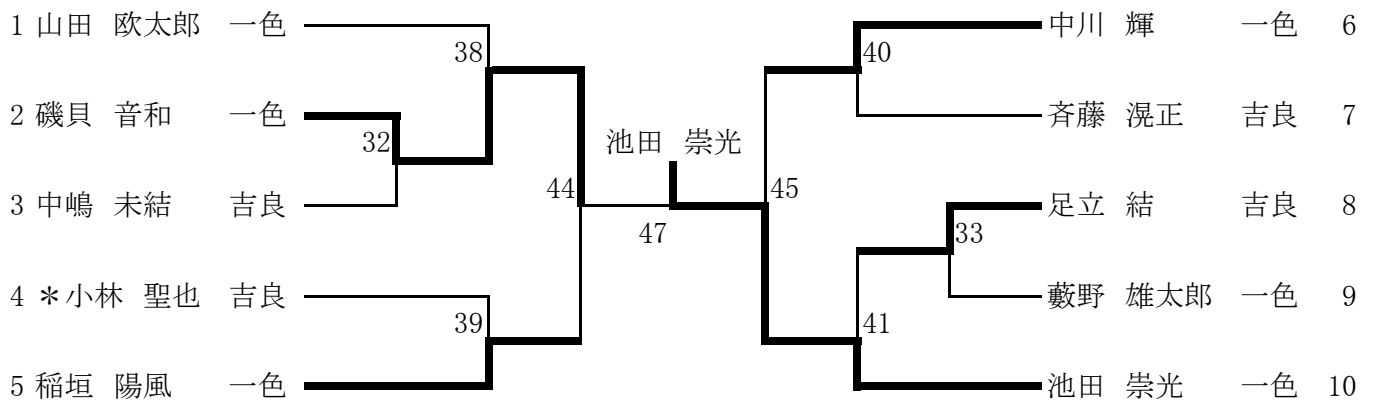 1 山田 欧太郎 一色
38
2 磯貝 音和 一色
32
3 中嶋 未結 吉良
44
4 *小林 聖也 吉良
39
5 稲垣 陽風 一色
池田 崇光
47
中川 輝 一色 6
40
斉藤 滉正 吉良 7
45
足立 結 吉良 8
33
藪野 雄太郎 一色 9
41
池田 崇光 一色 10